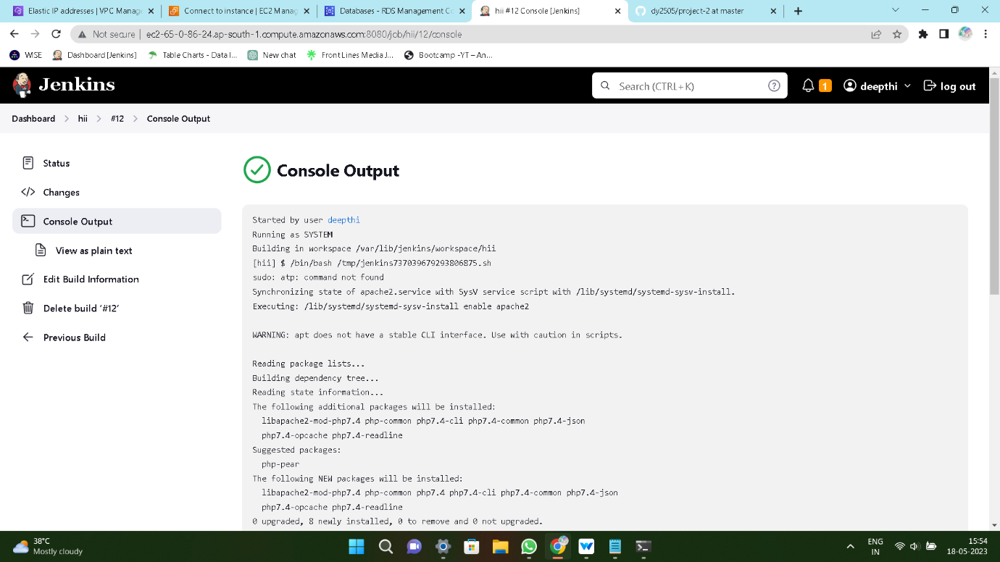 Elastic IP addresses | VPC Manag
Connect to instance | EC2 Manag
Databases - RDS Management Co
hii #12 Console [Jenkins]
dy2505/project-2 at master
Not secure | ec2-65-0-86-24.ap-south-1.compute.amazonaws.com:8080/job/hii/12/console
WISE
Dashboard [Jenkins]
Table Charts - Data I...
New chat
Front Lines Media J...
Bootcamp -YT – An...
Jenkins
Search (CTRL+K)
?
1
deepthi
log out
Dashboard
hii
#12
Console Output
Status
Changes
Console Output
View as plain text
Edit Build Information
Delete build ‘#12’
Previous Build
Console Output
Started by user deepthi
Running as SYSTEM
Building in workspace /var/lib/jenkins/workspace/hii
[hii] $ /bin/bash /tmp/jenkins737039679293806875.sh
sudo: atp: command not found
Synchronizing state of apache2.service with SysV service script with /lib/systemd/systemd-sysv-install.
Executing: /lib/systemd/systemd-sysv-install enable apache2
WARNING: apt does not have a stable CLI interface. Use with caution in scripts.
Reading package lists...
Building dependency tree...
Reading state information...
The following additional packages will be installed:
libapache2-mod-php7.4 php-common php7.4-cli php7.4-common php7.4-json
php7.4-opcache php7.4-readline
Suggested packages:
php-pear
The following NEW packages will be installed:
libapache2-mod-php7.4 php-common php7.4 php7.4-cli php7.4-common php7.4-json
php7.4-opcache php7.4-readline
0 upgraded, 8 newly installed, 0 to remove and 0 not upgraded.
38°C
Mostly cloudy
ENG
IN
15:54
18-05-2023